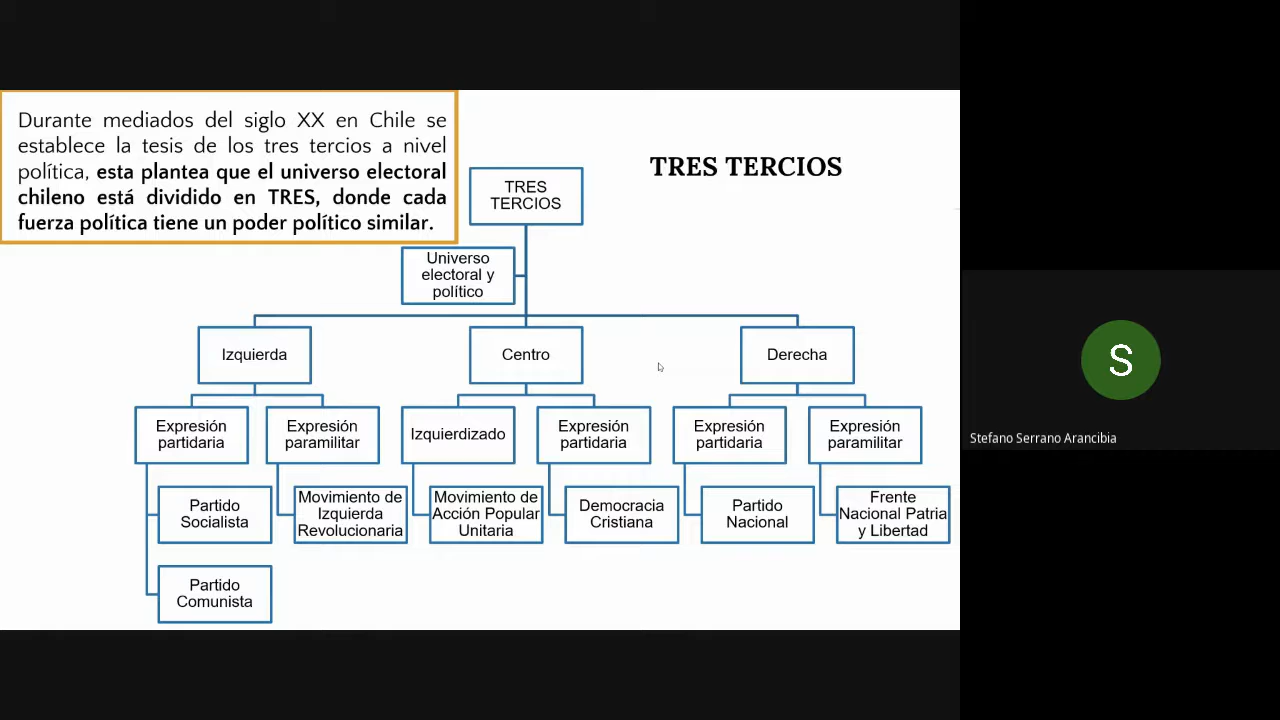 Durante mediados del siglo XX en Chile se
establece la tesis de los tres tercios a nivel
política, esta plantea que el universo electoral
chileno está dividido en TRES, donde cada
fuerza política tiene un poder político similar.
TRES TERCIOS
TRES
TERCIOS
Universo
electoral y
político
Izquierda
Centro
Derecha
Expresión
partidaria
Expresión
paramilitar
Izquierdizado
Expresión
partidaria
Expresión
partidaria
Expresión
paramilitar
Partido
Socialista
Movimiento de
Izquierda
Revolucionaria
Movimiento de
Acción Popular
Unitaria
Democracia
Cristiana
Partido
Nacional
Frente
Nacional Patria
y Libertad
Partido
Comunista
S
Stefano Serrano Arancibia